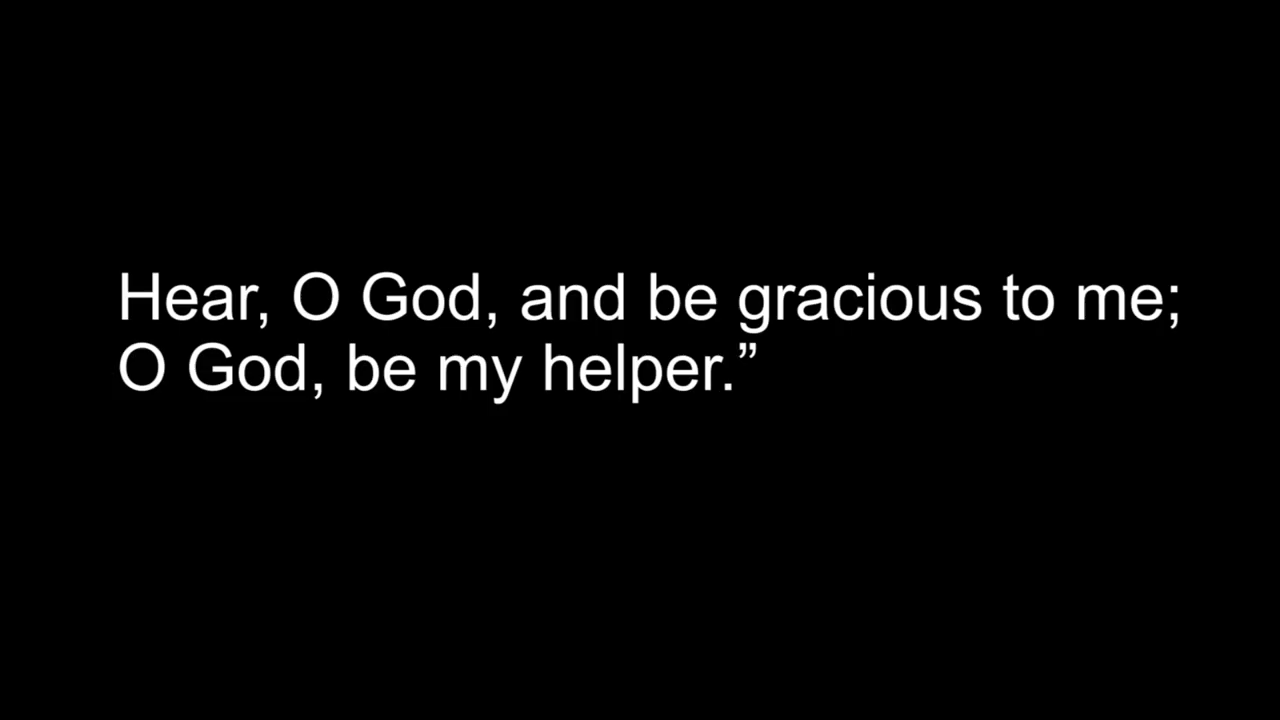 Hear, O God, and be gracious to me;
O God, be my helper.”